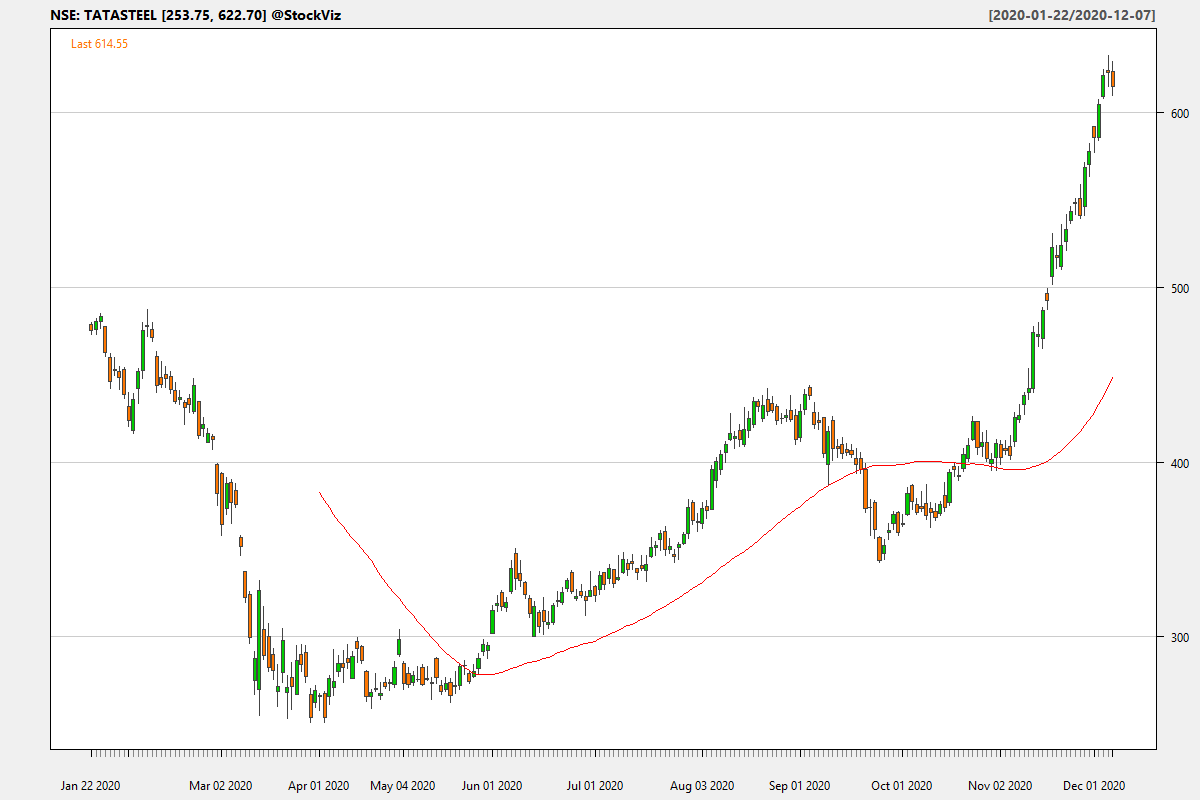 NSE: TATASTEEL [253.75, 622.70] @StockViz
[2020-01-22/2020-12-07]
Last 614.55
600
500
400
300
Jan 22 2020
Mar 02 2020
Apr 01 2020
May 04 2020
Jun 01 2020
Jul 01 2020
Aug 03 2020
Sep 01 2020
Oct 01 2020
Nov 02 2020
Dec 01 2020